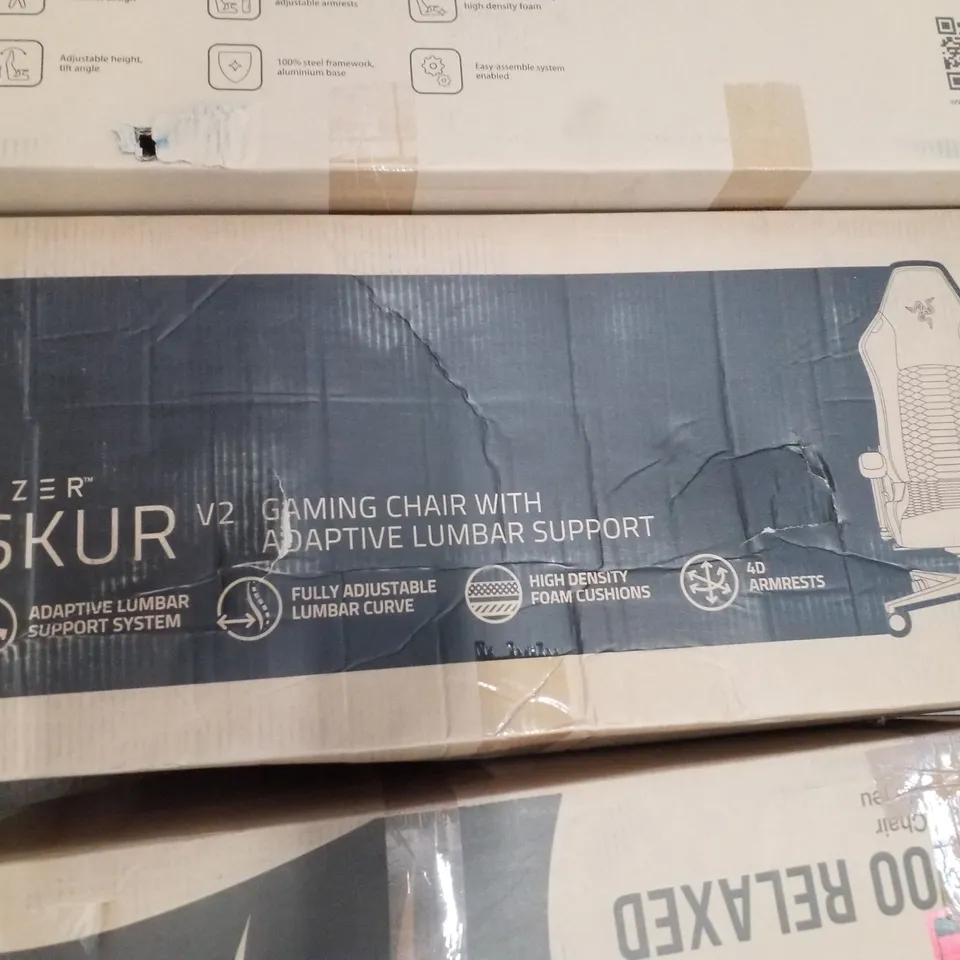 adjustable armrests
high density foam
Adjustable height,
tilt angle
100% steel framework,
aluminium base
Easy-assemble system
enabled
ZER™
SKUR V2
GAMING CHAIR WITH
ADAPTIVE LUMBAR SUPPORT
ADAPTIVE LUMBAR
SUPPORT SYSTEM
FULLY ADJUSTABLE
LUMBAR CURVE
HIGH DENSITY
FOAM CUSHIONS
4D
ARMRESTS
00 RELAXED
Chair